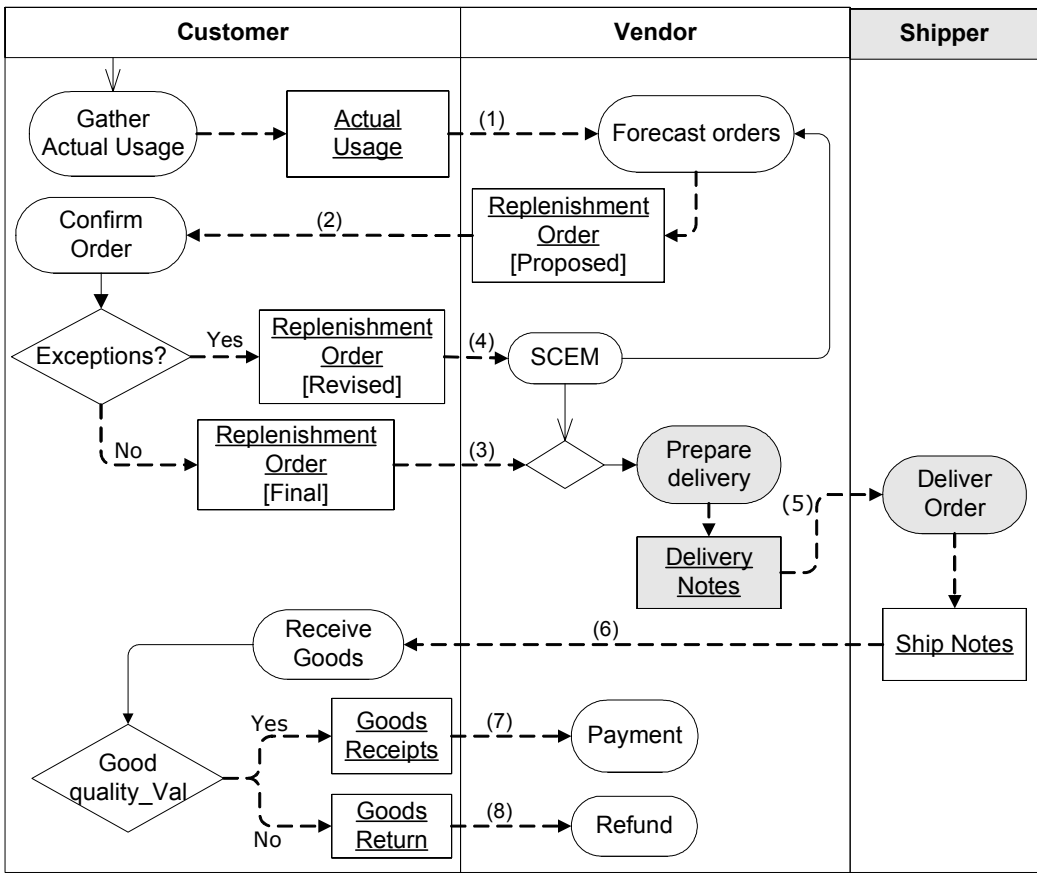 Customer
Vendor
Shipper
Gather
Actual Usage
Actual
Usage
(1)
Forecast orders
Confirm
Order
(2)
Replenishment
Order
[Proposed]
Exceptions?
Yes
Replenishment
Order
[Revised]
(4)
SCEM
No
Replenishment
Order
[Final]
(3)
Prepare
delivery
(5)
Deliver
Order
Delivery
Notes
Receive
Goods
(6)
Ship Notes
Good
quality_Val
Yes
Goods
Receipts
(7)
Payment
No
Goods
Return
(8)
Refund